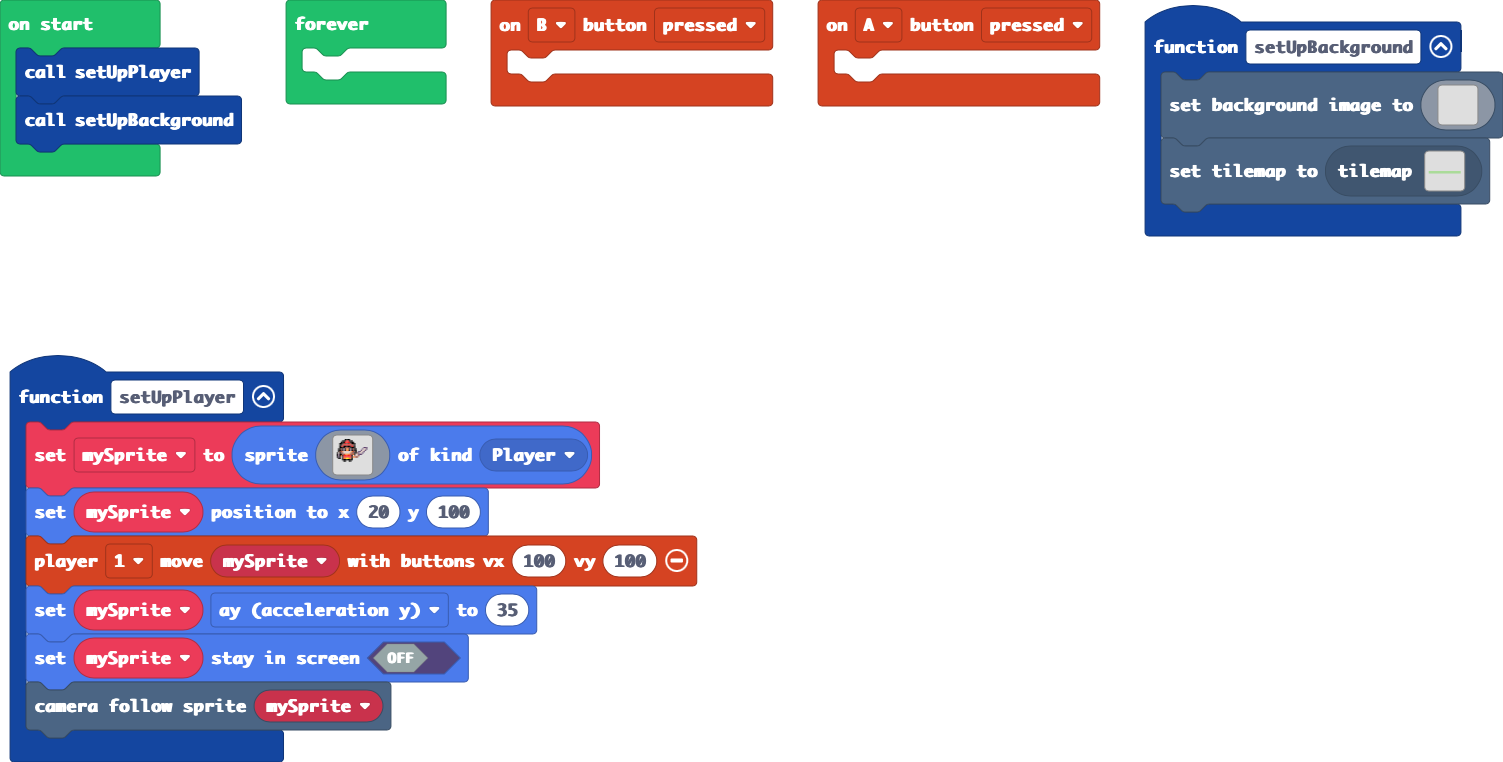 on start
call setUpPlayer
call setUpBackground
forever
on B button pressed
on A button pressed
function setUpBackground
set background image to
set tilemap to tilemap
function setUpPlayer
set mySprite to sprite of kind Player
set mySprite position to x 20 y 100
player 1 move mySprite with buttons vx 100 vy 100
set mySprite ay (acceleration y) to 35
set mySprite stay in screen OFF
camera follow sprite mySprite